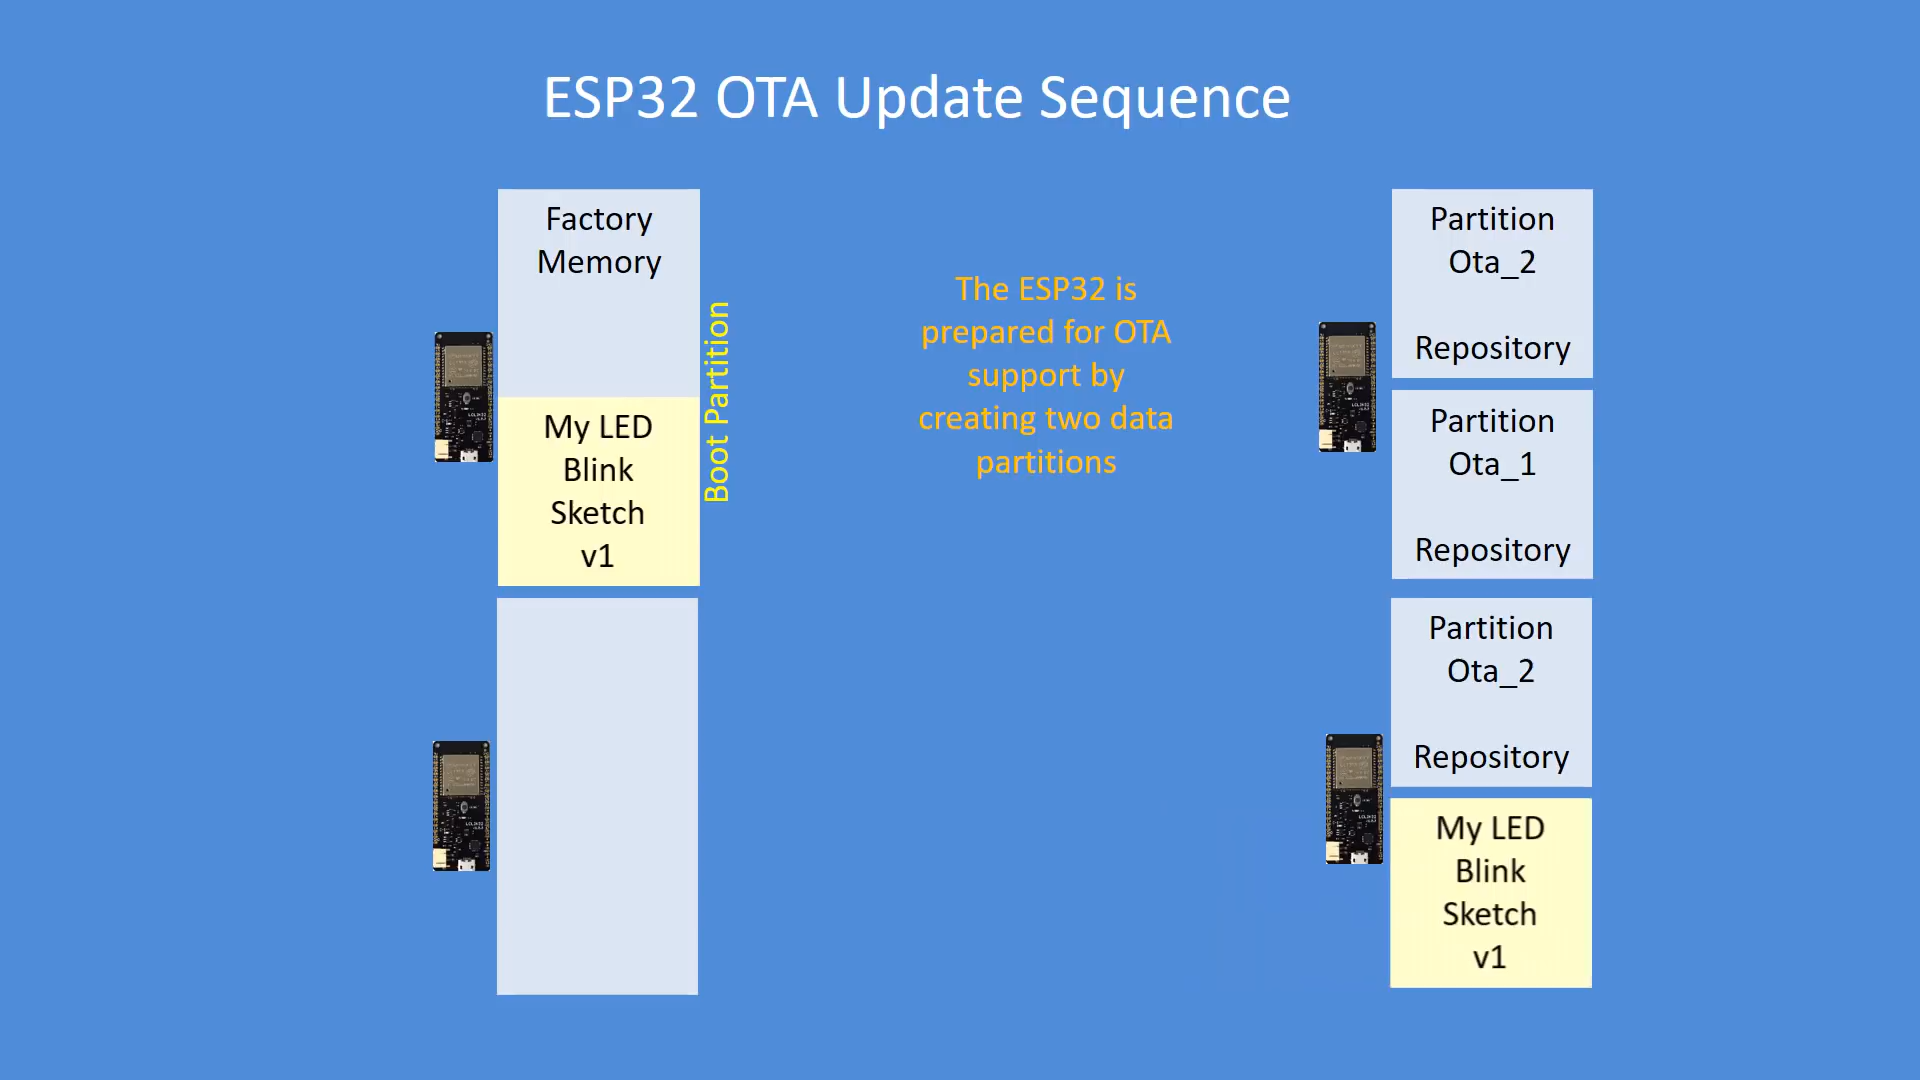 ESP32 OTA Update Sequence
Factory
Memory
My LED
Blink
Sketch
v1
Boot Partition
The ESP32 is
prepared for OTA
support by
creating two data
partitions
Partition
Ota_2
Repository
Partition
Ota_1
Repository
Partition
Ota_2
Repository
My LED
Blink
Sketch
v1